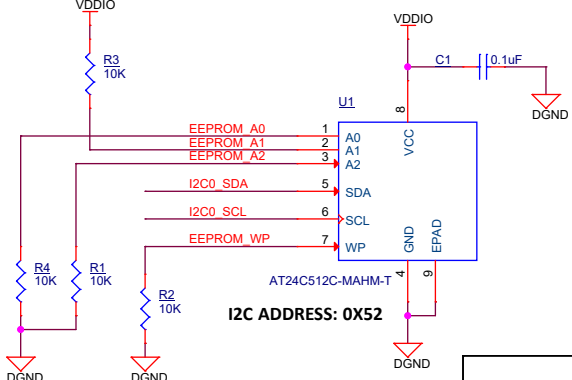 VDDIO
VDDIO
R3
10K
C1
0.1uF
DGND
U1
8
VCC
EEPROM_A0
1
A0
EEPROM_A1
2
A1
EEPROM_A2
3
A2
I2C0_SDA
5
SDA
I2C0_SCL
6
SCL
EEPROM_WP
7
WP
GND
EPAD
4
9
AT24C512C-MAHM-T
R4
10K
R1
10K
R2
10K
I2C ADDRESS: 0X52
DGND
DGND
DGND